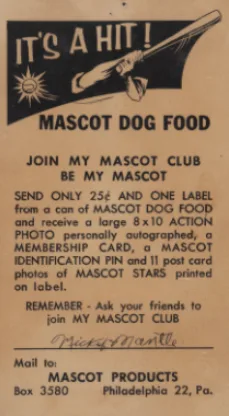 IT'S A HIT!
MASCOT DOG FOOD
JOIN MY MASCOT CLUB
BE MY MASCOT
SEND ONLY 25¢ AND ONE LABEL
from a can of MASCOT DOG FOOD
and receive a large 8x10 ACTION
PHOTO personally autographed, a
MEMBERSHIP CARD, a MASCOT
IDENTIFICATION PIN and 11 post card
photos of MASCOT STARS printed
on label.
REMEMBER - Ask your friends to
join MY MASCOT CLUB
Mickey Mantle
Mail to:
MASCOT PRODUCTS
Box 3580 Philadelphia 22, Pa.